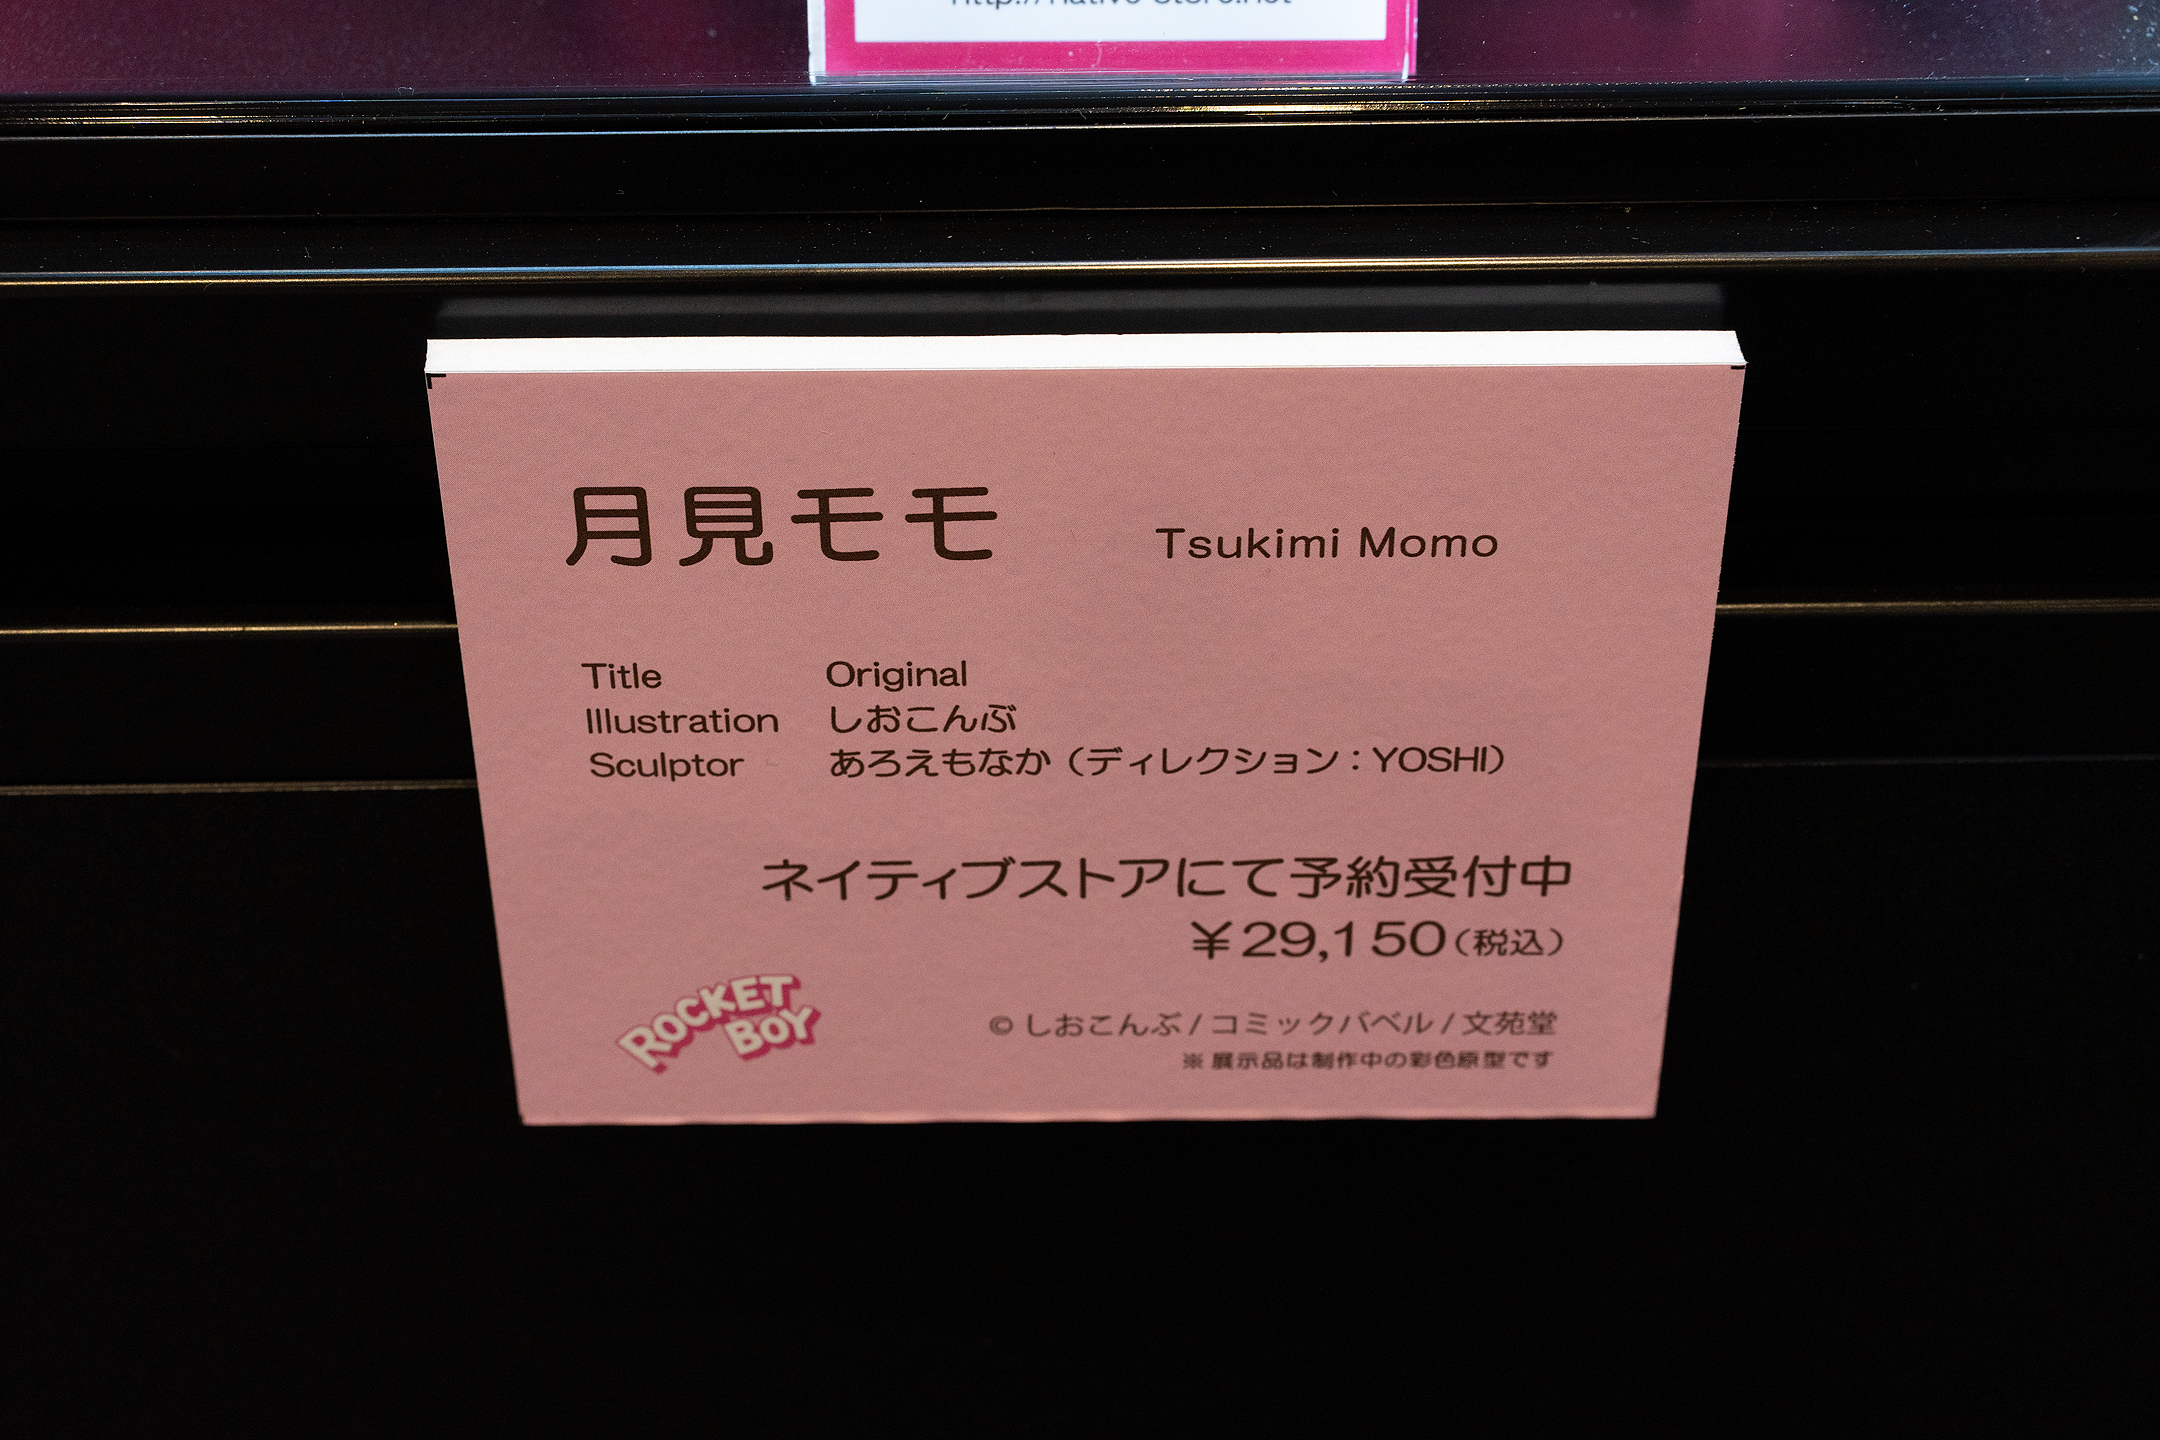 http://native-store.net
月見モモ Tsukimi Momo
Title Original
Illustration しおこんぶ
Sculptor あろえもなか（ディレクション：YOSHI）
ネイティブストアにて予約受付中
￥29,150（税込）
ROCKET
BOY
© しおこんぶ / コミックバベル / 文苑堂
※ 展示品は制作中の彩色原型です